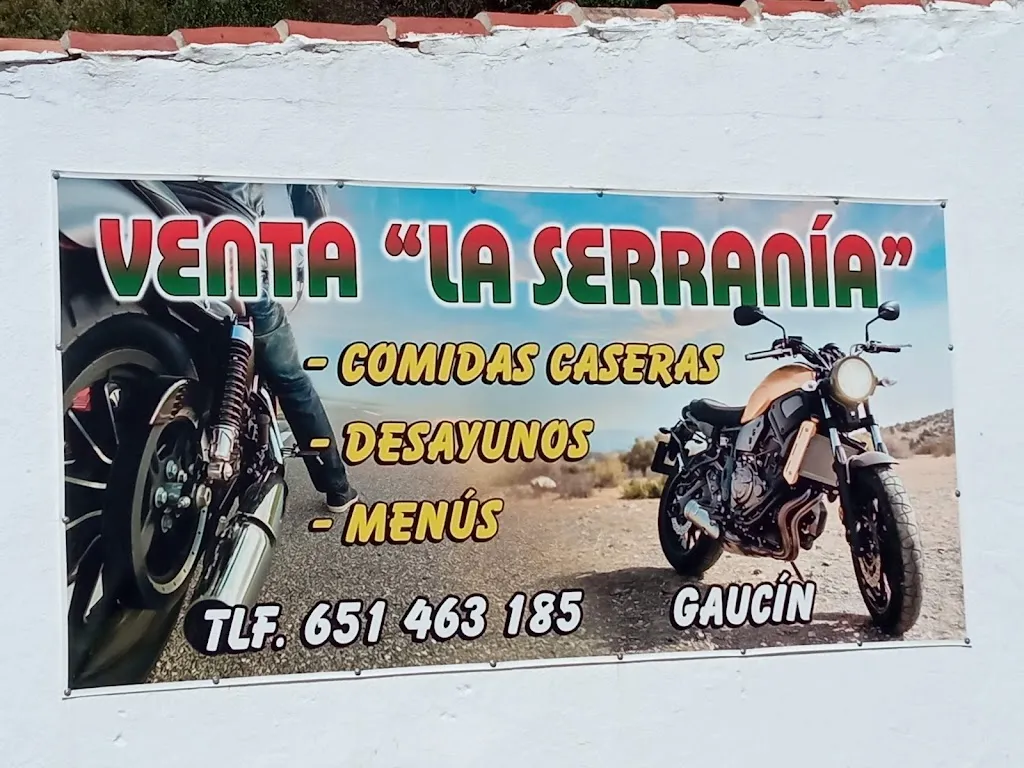 VENTA "LA SERRANÍA"
- COMIDAS CASERAS
- DESAYUNOS
- MENÚS
TLF. 651 463 185
GAUCÍN